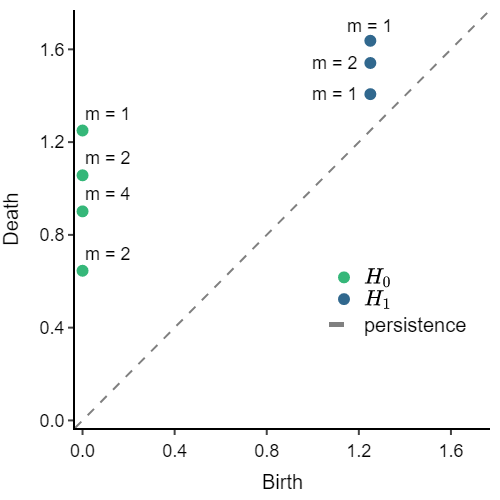 m = 1
1.6
m = 2
m = 1
m = 1
1.2
m = 2
m = 4
Death
0.8
m = 2
H₀
H₁
0.4
persistence
0.0
0.0 0.4 0.8 1.2 1.6
Birth